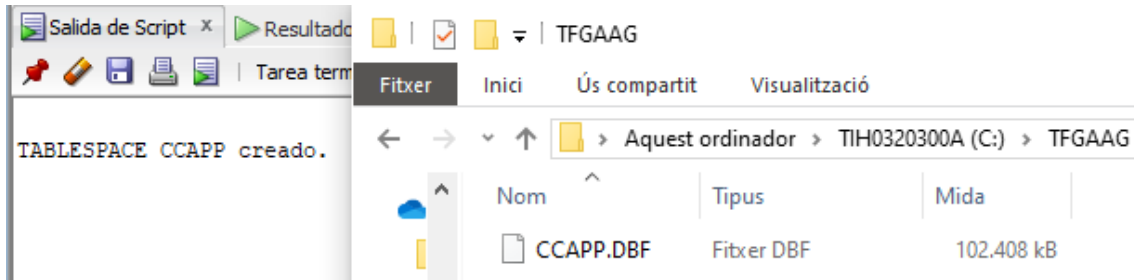 Salida de Script x Resultado
Tarea term
TABLESPACE CCAPP creado.
TFGAAG
Fitxer Inici Ús compartit Visualització
Aquest ordinador > TIH0320300A (C:) > TFGAAG
Nom Tipus Mida
CCAPP.DBF Fitxer DBF 102.408 kB